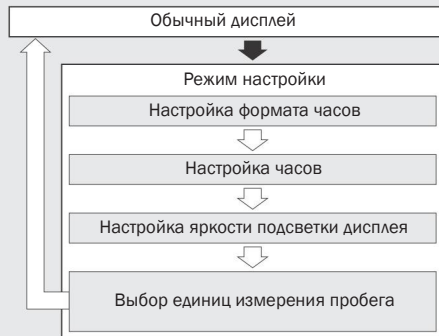 Обычный дисплей
Режим настройки
Настройка формата часов
Настройка часов
Настройка яркости подсветки дисплея
Выбор единиц измерения пробега